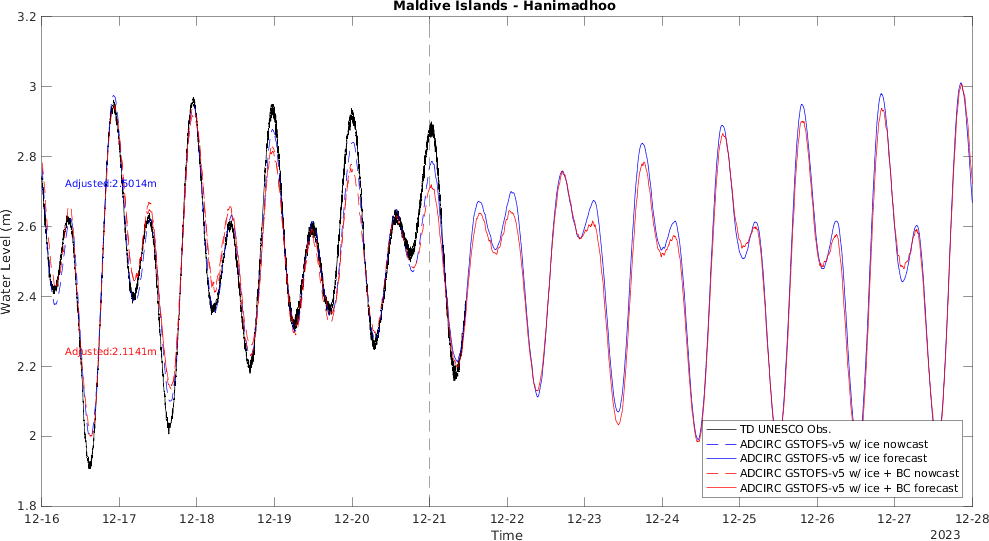 Maldive Islands - Hanimadhoo
3.2
3
2.8
2.6
2.4
2.2
2
1.8
Water Level (m)
Adjusted:2.5014m
Adjusted:2.1141m
TD UNESCO Obs.
ADCIRC GSTOFS-v5 w/ ice nowcast
ADCIRC GSTOFS-v5 w/ ice forecast
ADCIRC GSTOFS-v5 w/ ice + BC nowcast
ADCIRC GSTOFS-v5 w/ ice + BC forecast
12-16 12-17 12-18 12-19 12-20 12-21 12-22 12-23 12-24 12-25 12-26 12-27 12-28
Time
2023